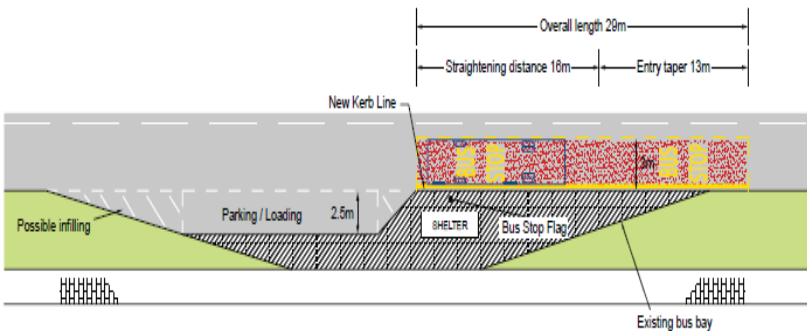 Overall length 29m
Straightening distance 16m
Entry taper 13m
New Kerb Line
BUS
STOP
BUS
STOP
3m
Possible infilling
Parking / Loading
2.5m
SHELTER
Bus Stop Flag
Existing bus bay